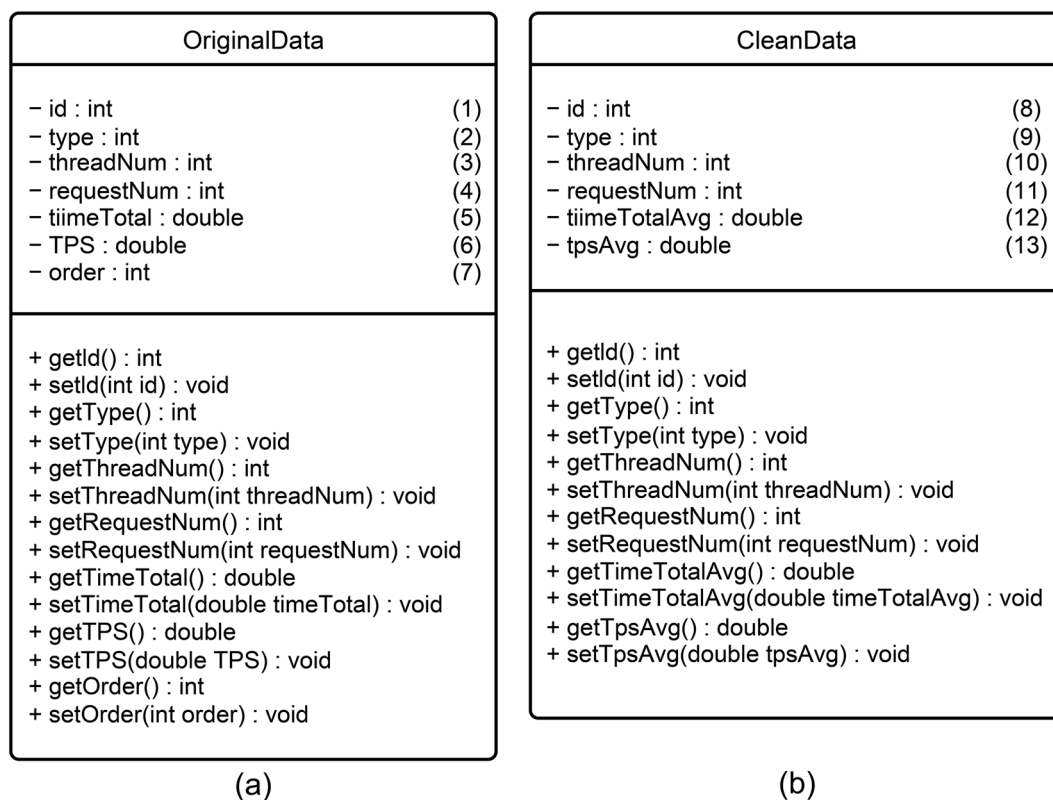 OriginalData
− id : int (1)
− type : int (2)
− threadNum : int (3)
− requestNum : int (4)
− tiimeTotal : double (5)
− TPS : double (6)
− order : int (7)
+ getId() : int
+ setId(int id) : void
+ getType() : int
+ setType(int type) : void
+ getThreadNum() : int
+ setThreadNum(int threadNum) : void
+ getRequestNum() : int
+ setRequestNum(int requestNum) : void
+ getTimeTotal() : double
+ setTimeTotal(double timeTotal) : void
+ getTPS() : double
+ setTPS(double TPS) : void
+ getOrder() : int
+ setOrder(int order) : void
(a)
CleanData
− id : int (8)
− type : int (9)
− threadNum : int (10)
− requestNum : int (11)
− tiimeTotalAvg : double (12)
− tpsAvg : double (13)
+ getId() : int
+ setId(int id) : void
+ getType() : int
+ setType(int type) : void
+ getThreadNum() : int
+ setThreadNum(int threadNum) : void
+ getRequestNum() : int
+ setRequestNum(int requestNum) : void
+ getTimeTotalAvg() : double
+ setTimeTotalAvg(double timeTotalAvg) : void
+ getTpsAvg() : double
+ setTpsAvg(double tpsAvg) : void
(b)